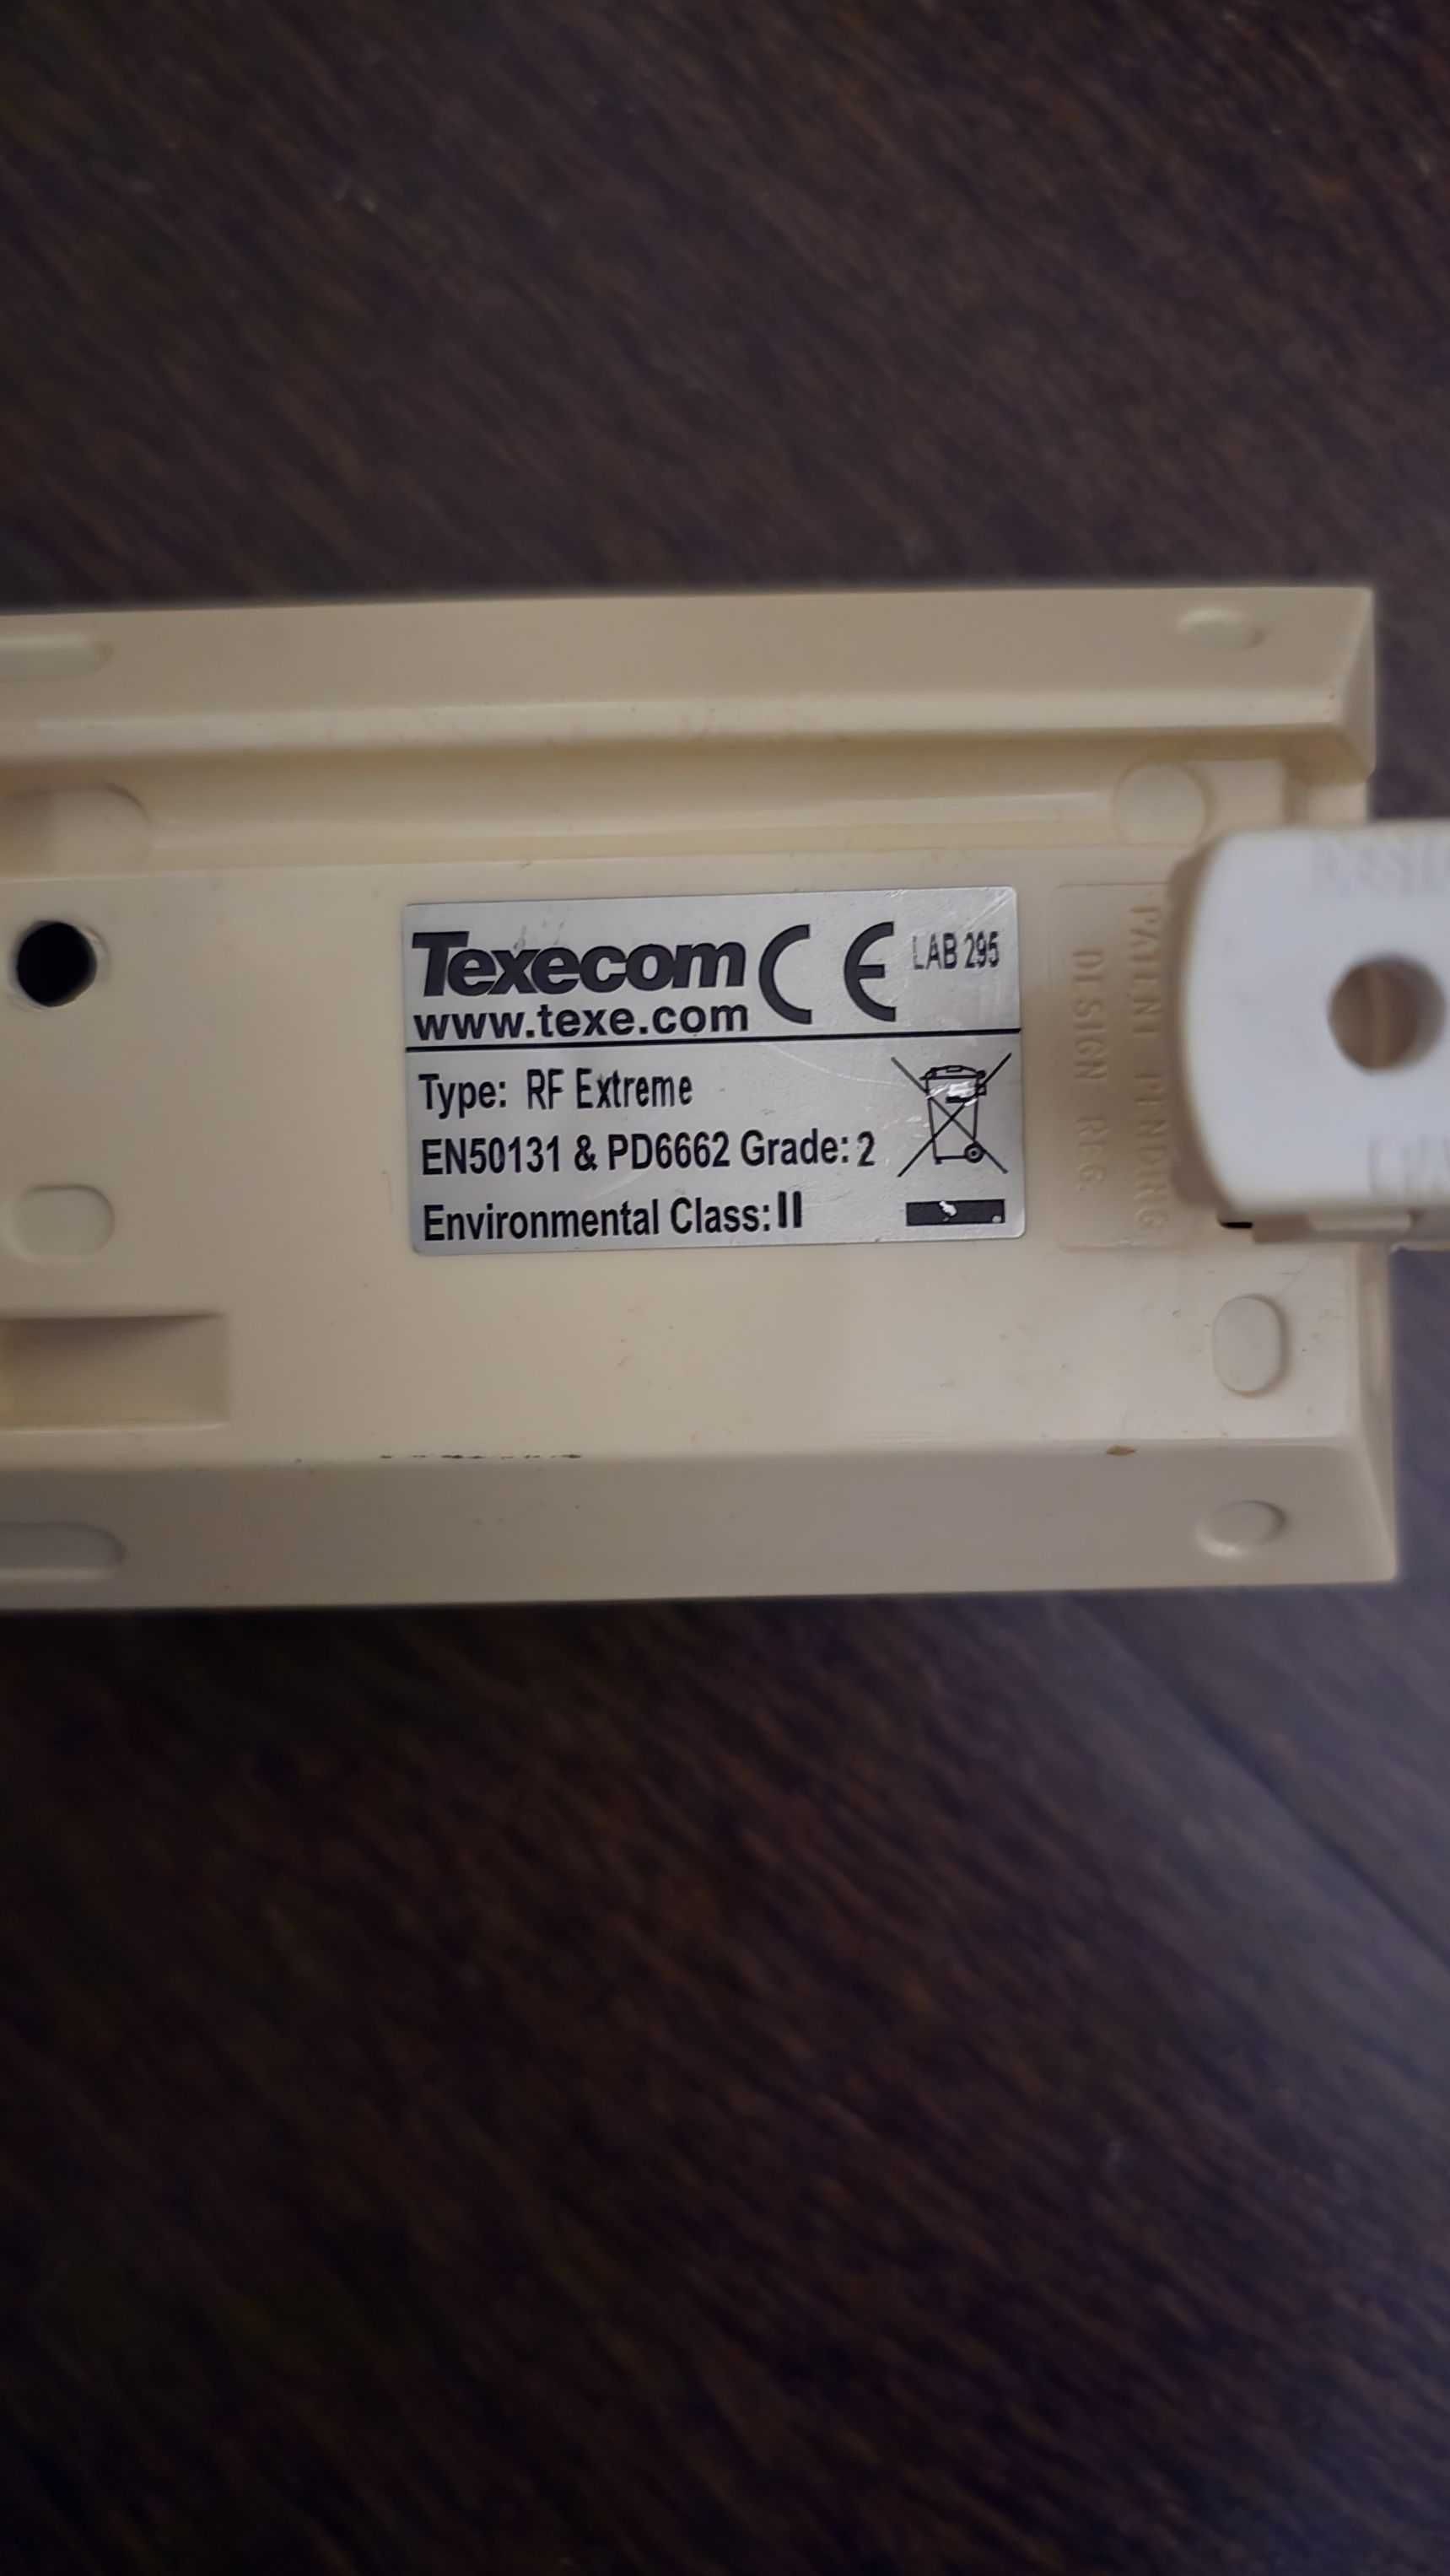 Texecom CE LAB 295
www.texe.com
Type: RF Extreme
EN50131 & PD6662 Grade: 2
Environmental Class: II
PATENT PENDING
DESIGN REG.